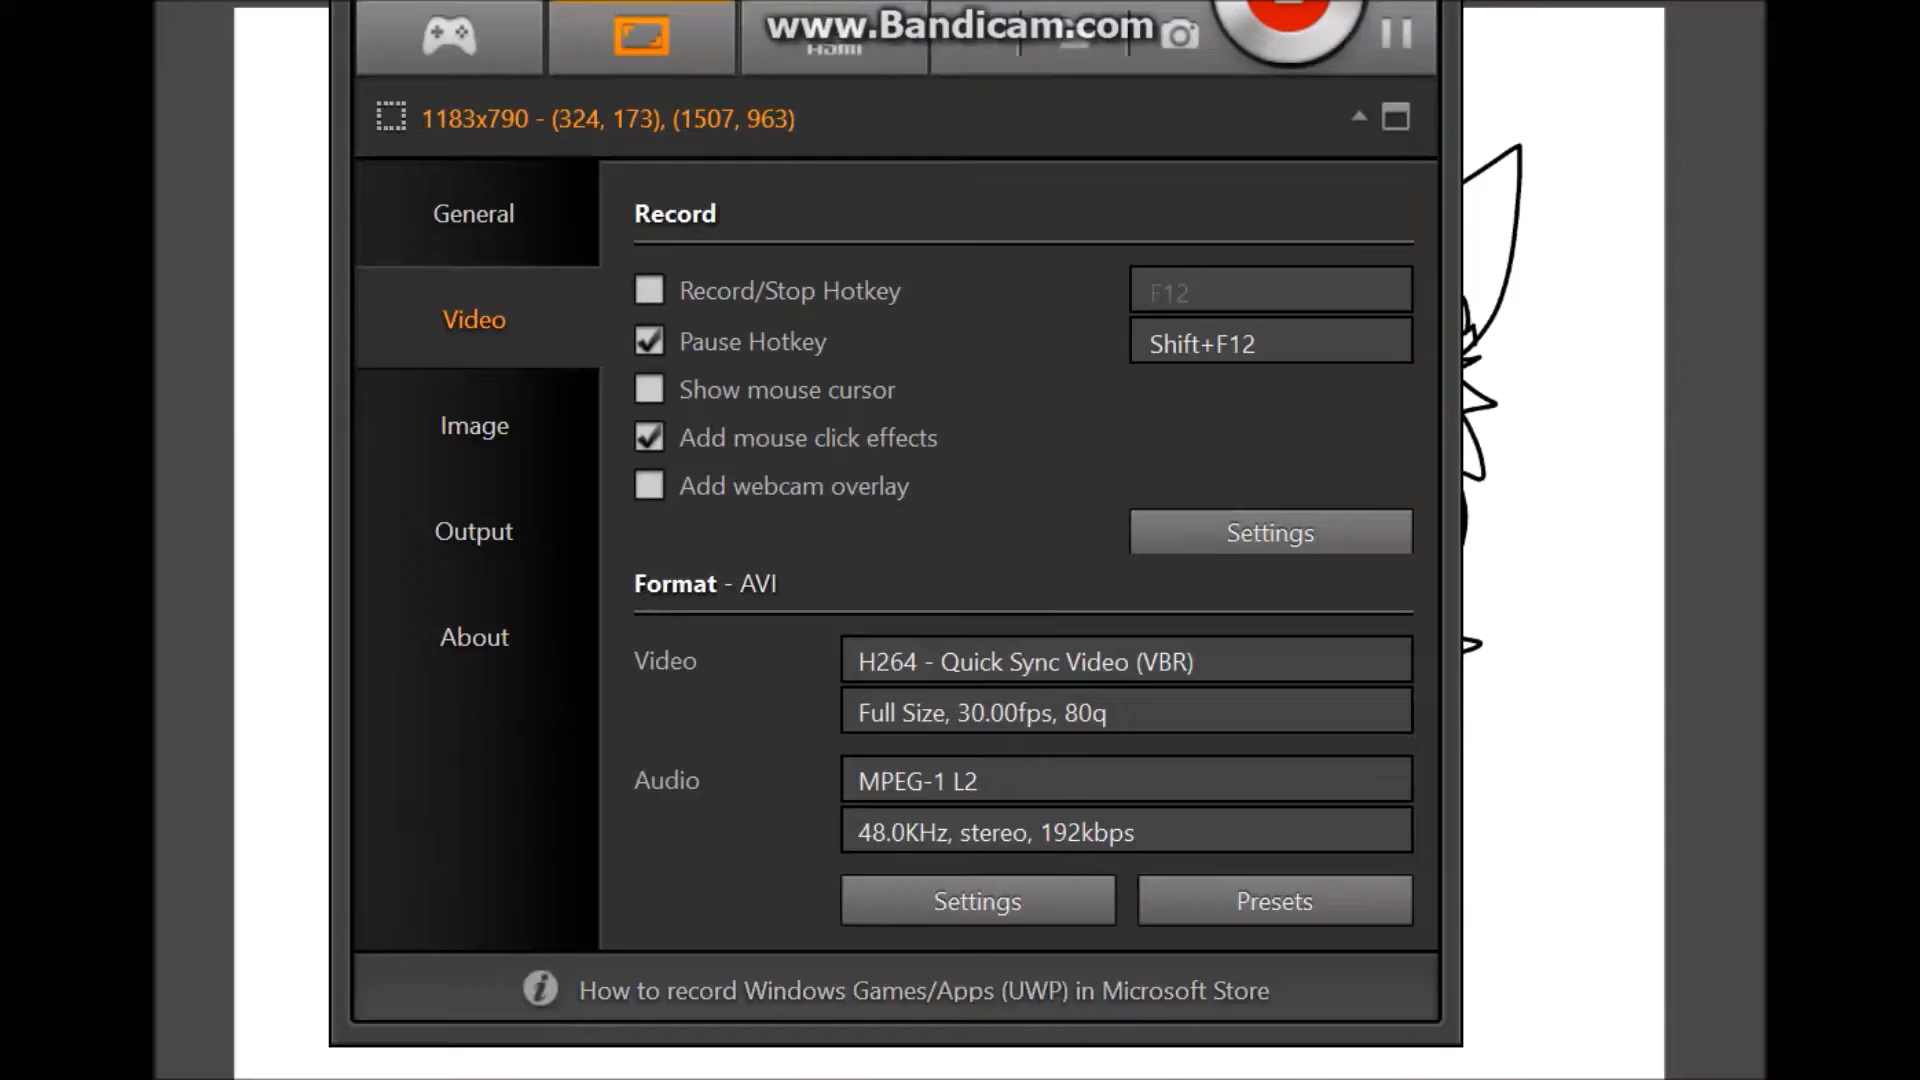 www.Bandicam.com
HDMI
1183x790 - (324, 173), (1507, 963)
General
Record
Record/Stop Hotkey
F12
Video
Pause Hotkey
Shift+F12
Show mouse cursor
Image
Add mouse click effects
Add webcam overlay
Output
Settings
Format - AVI
About
Video
H264 - Quick Sync Video (VBR)
Full Size, 30.00fps, 80q
Audio
MPEG-1 L2
48.0KHz, stereo, 192kbps
Settings
Presets
How to record Windows Games/Apps (UWP) in Microsoft Store